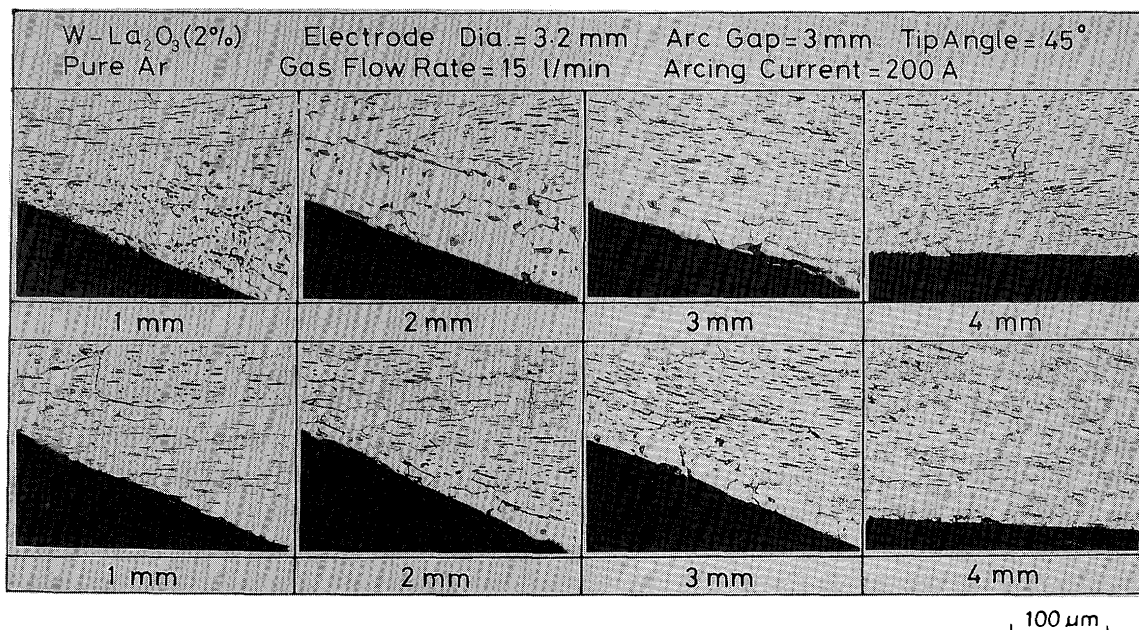 W-La₂O₃(2%) Electrode Dia.=3·2 mm Arc Gap=3mm Tip Angle=45°
Pure Ar Gas Flow Rate=15 l/min Arcing Current=200 A
1 mm 2 mm 3 mm 4 mm
1 mm 2 mm 3 mm 4 mm
100 μm